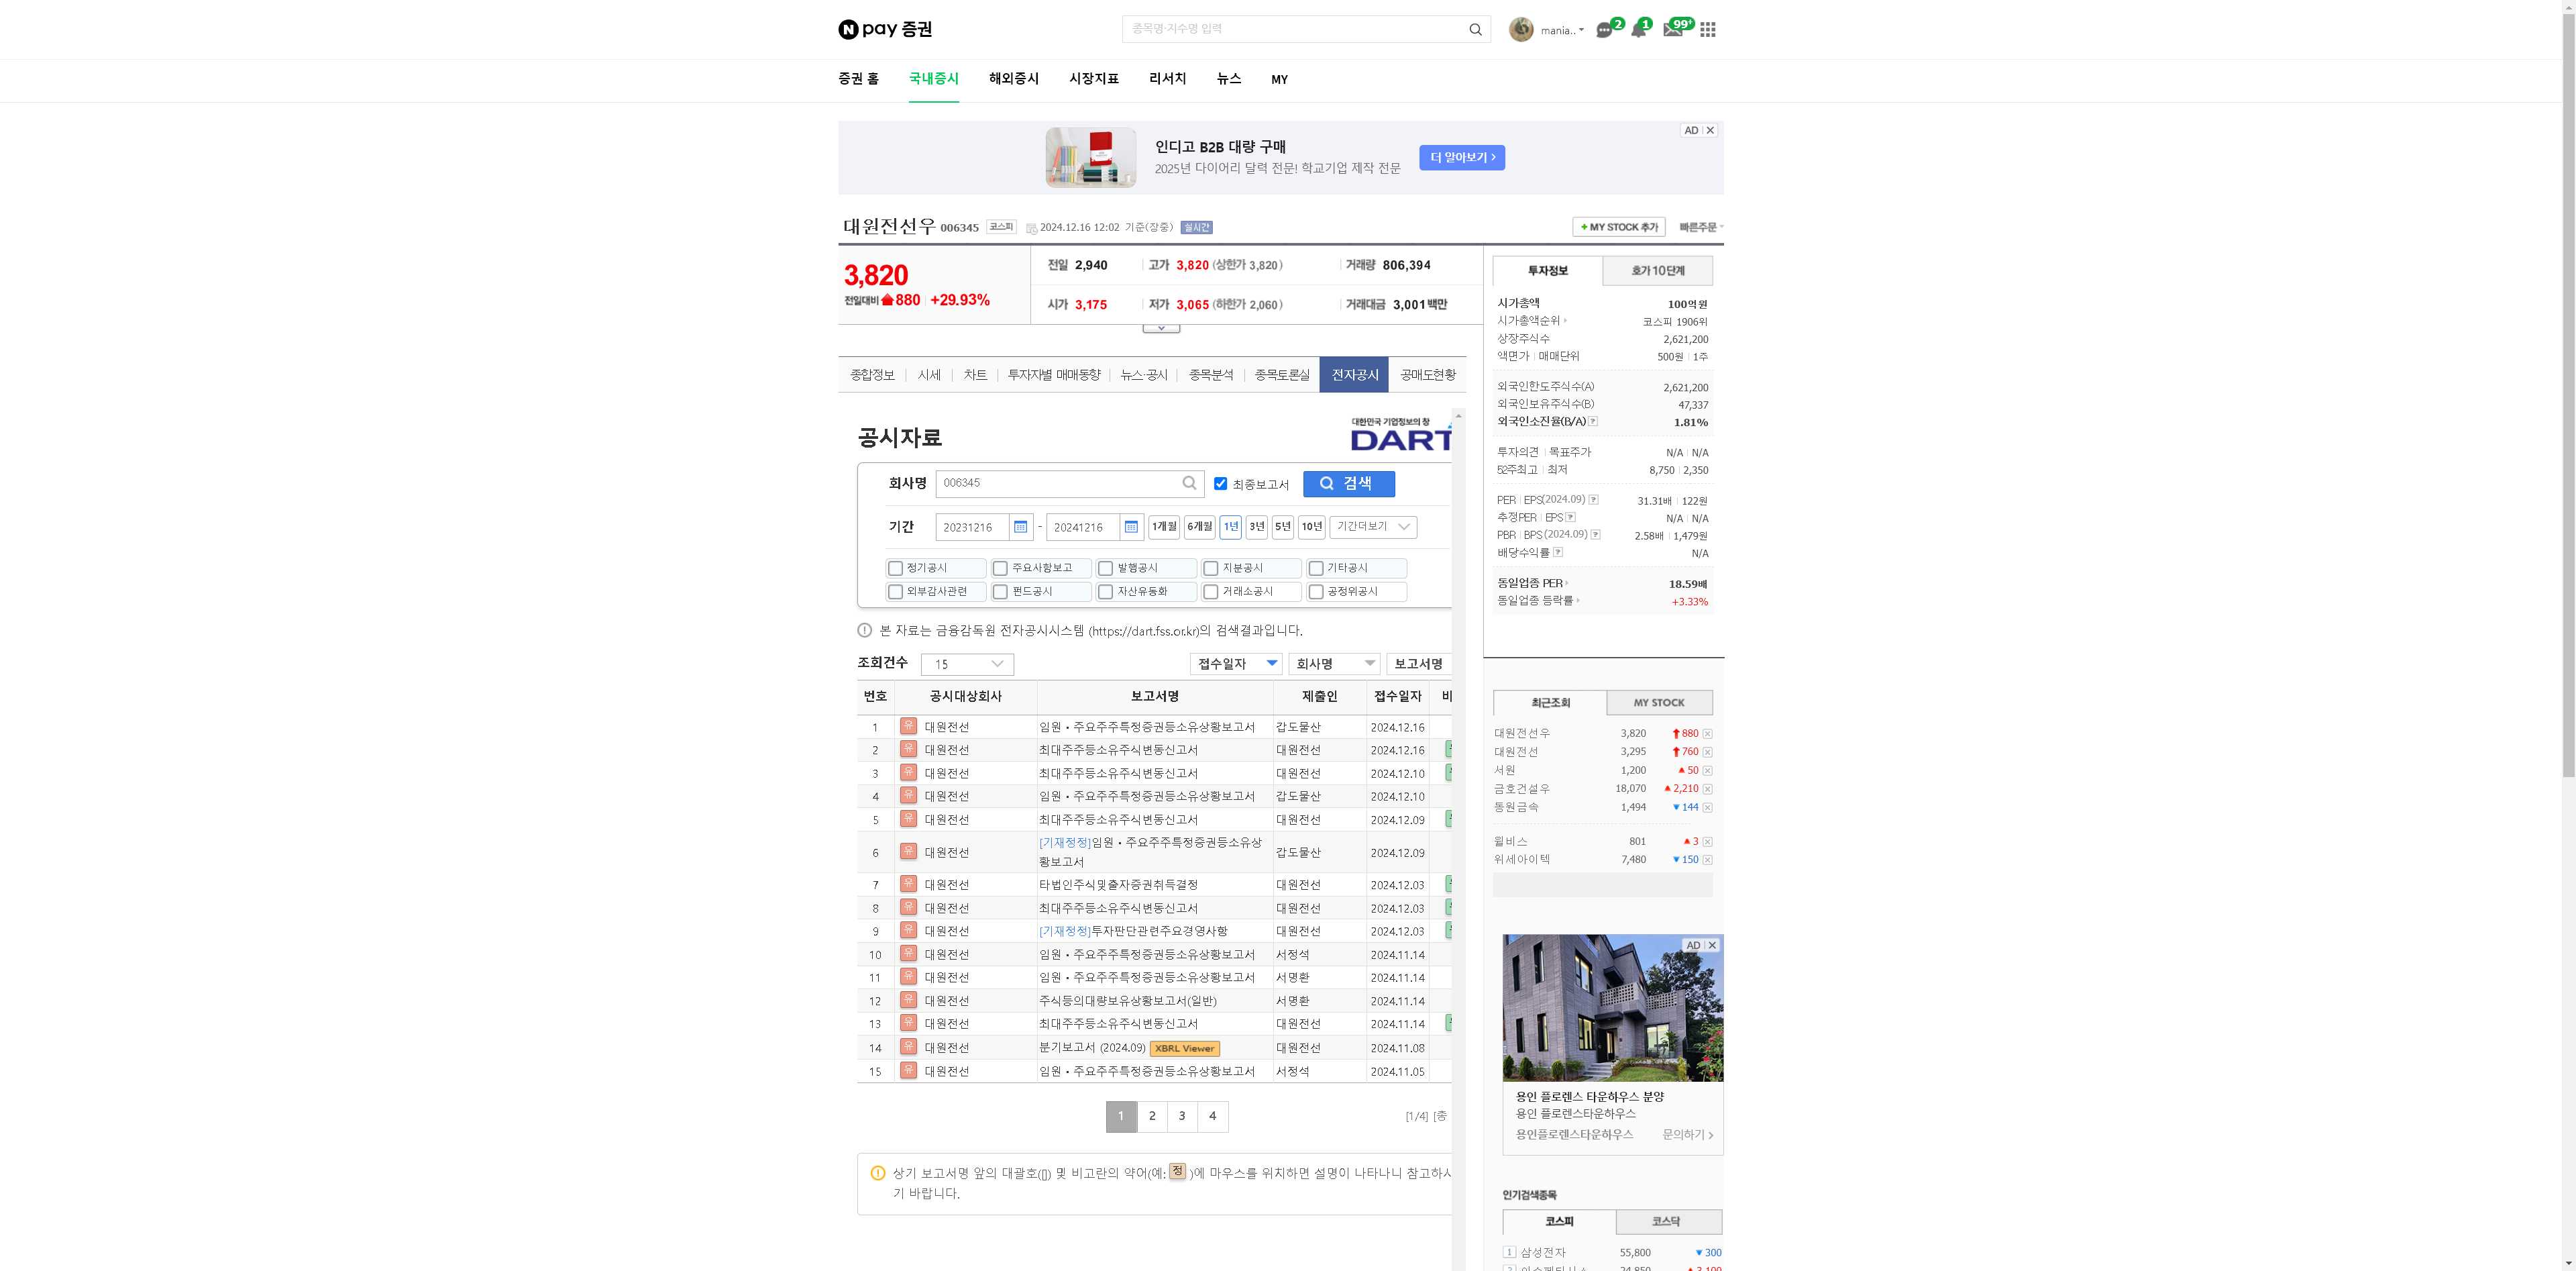 N pay 증권
종목명·지수명 입력
mania..
2
1
99+
증권 홈
국내증시
해외증시
시장지표
리서치
뉴스
MY
인디고 B2B 대량 구매
2025년 다이어리 달력 전문! 학교기업 제작 전문
더 알아보기
AD
대원전선우 006345 코스피 2024.12.16 12:02 기준(장중) 실시간
+ MY STOCK 추가
빠른주문
3,820
전일대비 880 +29.93%
전일 2,940 고가 3,820 (상한가 3,820) 거래량 806,394
시가 3,175 저가 3,065 (하한가 2,060) 거래대금 3,001 백만
종합정보 시세 차트 투자자별 매매동향 뉴스·공시 종목분석 종목토론실 전자공시 공매도현황
공시자료
대한민국 기업정보의 창
DART
회사명 006345 최종보고서 검색
기간 20231216 - 20241216 1개월 6개월 1년 3년 5년 10년 기간더보기
정기공시 주요사항보고 발행공시 지분공시 기타공시
외부감사관련 펀드공시 자산유동화 거래소공시 공정위공시
본 자료는 금융감독원 전자공시시스템 (https://dart.fss.or.kr)의 검색결과입니다.
조회건수 15 접수일자 회사명 보고서명
번호 공시대상회사 보고서명 제출인 접수일자 비
1 유 대원전선 임원ㆍ주요주주특정증권등소유상황보고서 갑도물산 2024.12.16
2 유 대원전선 최대주주등소유주식변동신고서 대원전선 2024.12.16
3 유 대원전선 최대주주등소유주식변동신고서 대원전선 2024.12.10
4 유 대원전선 임원ㆍ주요주주특정증권등소유상황보고서 갑도물산 2024.12.10
5 유 대원전선 최대주주등소유주식변동신고서 대원전선 2024.12.09
6 유 대원전선 [기재정정]임원ㆍ주요주주특정증권등소유상
황보고서 갑도물산 2024.12.09
7 유 대원전선 타법인주식및출자증권취득결정 대원전선 2024.12.03
8 유 대원전선 최대주주등소유주식변동신고서 대원전선 2024.12.03
9 유 대원전선 [기재정정]투자판단관련주요경영사항 대원전선 2024.12.03
10 유 대원전선 임원ㆍ주요주주특정증권등소유상황보고서 서정석 2024.11.14
11 유 대원전선 임원ㆍ주요주주특정증권등소유상황보고서 서명환 2024.11.14
12 유 대원전선 주식등의대량보유상황보고서(일반) 서명환 2024.11.14
13 유 대원전선 최대주주등소유주식변동신고서 대원전선 2024.11.14
14 유 대원전선 분기보고서 (2024.09) XBRL Viewer 대원전선 2024.11.08
15 유 대원전선 임원ㆍ주요주주특정증권등소유상황보고서 서정석 2024.11.05
1 2 3 4
[1/4] [총
상기 보고서명 앞의 대괄호([]) 및 비고란의 약어(예: 정 )에 마우스를 위치하면 설명이 나타나니 참고하시
기 바랍니다.
투자정보 호가 10단계
시가총액 100억원
시가총액순위 코스피 1906위
상장주식수 2,621,200
액면가 매매단위 500원 1주
외국인한도주식수(A) 2,621,200
외국인보유주식수(B) 47,337
외국인소진율(B/A) 1.81%
투자의견 목표주가 N/A N/A
52주최고 최저 8,750 2,350
PER EPS(2024.09) 31.31배 122원
추정PER EPS N/A N/A
PBR BPS (2024.09) 2.58배 1,479원
배당수익률 N/A
동일업종 PER 18.59배
동일업종 등락률 +3.33%
최근조회 MY STOCK
대원전선우 3,820 880
대원전선 3,295 760
서원 1,200 50
금호건설우 18,070 2,210
동원금속 1,494 144
윌비스 801 3
위세아이텍 7,480 150
AD
용인 플로렌스 타운하우스 분양
용인 플로렌스타운하우스
용인플로렌스타운하우스 문의하기
인기검색종목
코스피 코스닥
1 삼성전자 55,800 300